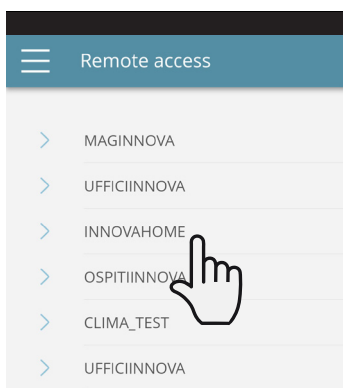 Remote access
MAGINNOVA
UFFICIINNOVA
INNOVAHOME
OSPITIINNOVA
CLIMA_TEST
UFFICIINNOVA